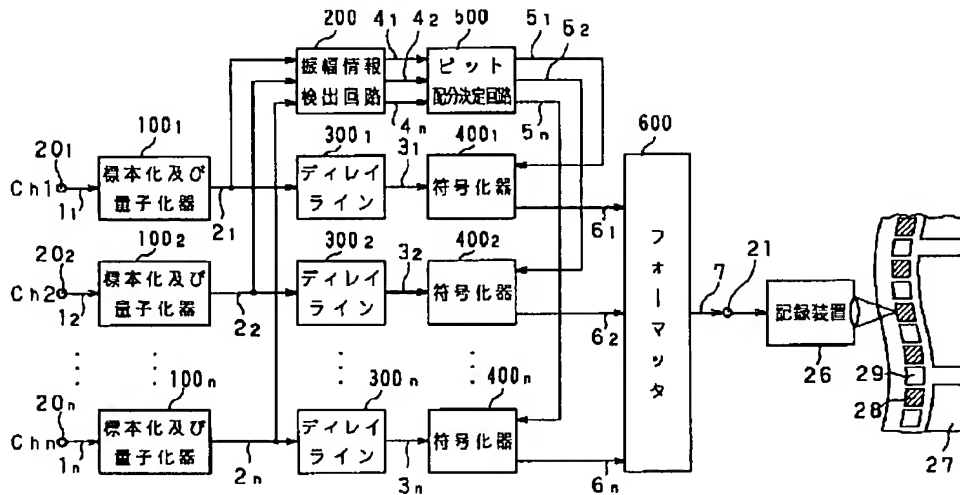 200 4₁ 4₂ 500 5₁ 5₂
振幅情報
検出回路
ビット
配分決定回路
4n 5n
600
20₁ 100₁ 300₁ 3₁ 400₁
Ch1
標本化及び
量子化器
ディレイ
ライン
符号化器
1₁ 2₁ 6₁
20₂ 100₂ 300₂ 3₂ 400₂
Ch2
標本化及び
量子化器
ディレイ
ライン
符号化器
1₂ 2₂ 6₂
フォーマッタ
7 21
記録装置
26 29
28
27
20n 100n 300n 400n
Chn
標本化及び
量子化器
ディレイ
ライン
符号化器
1n 2n 3n 6n